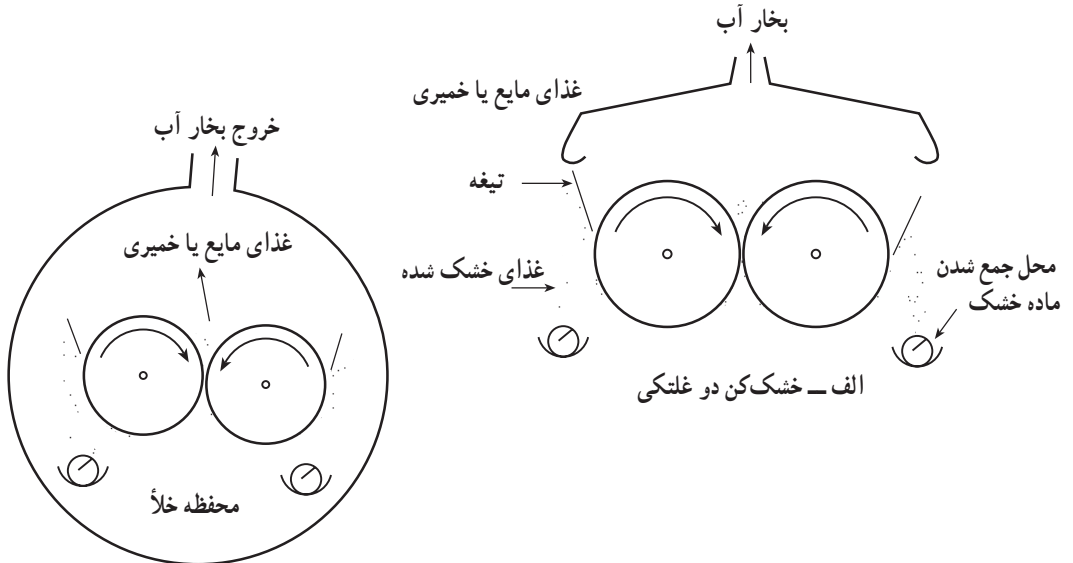 بخار آب
غذای مایع یا خمیری
تیغه
غذای خشک شده
محل جمع شدن
ماده خشک
الف ــ خشک‌کن دو غلتکی
خروج بخار آب
غذای مایع یا خمیری
محفظه خلأ